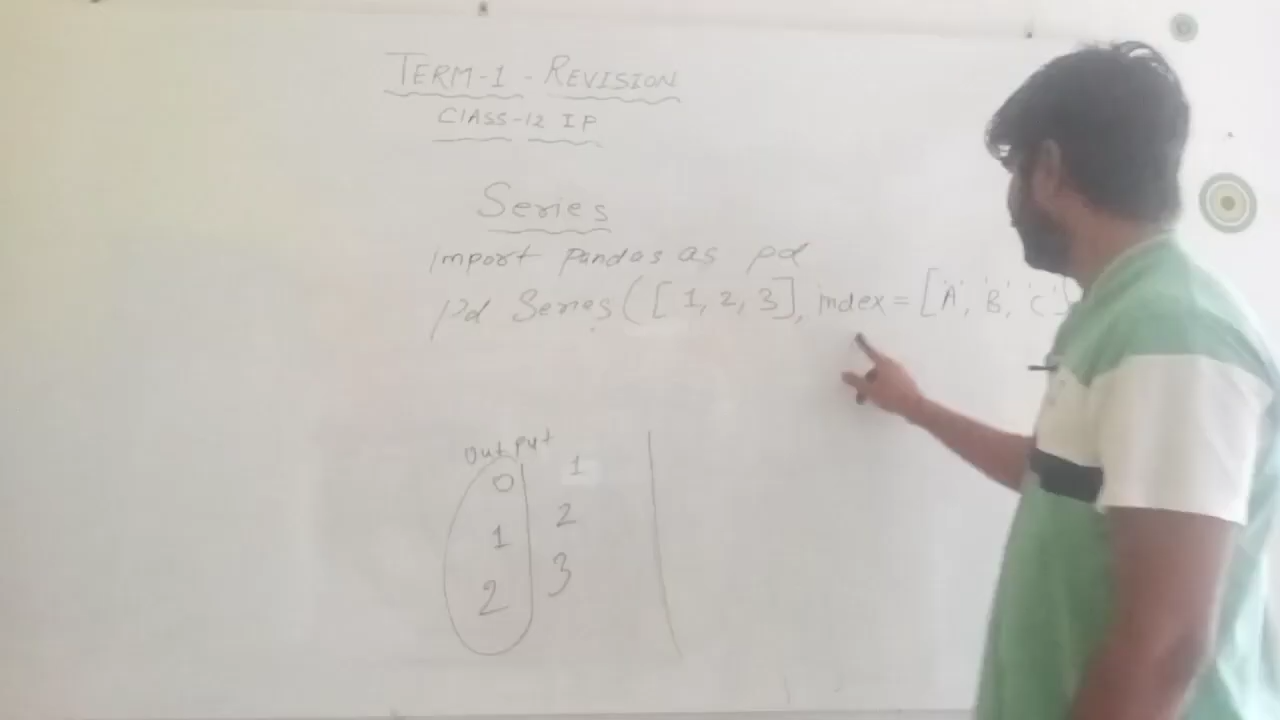 TERM-1 - REVISION
CLASS-12 IP
Series
import Pandas as pd
Pd Series ([1, 2, 3], index = ['A', 'B', 'C']
output
0 1
1 2
2 3